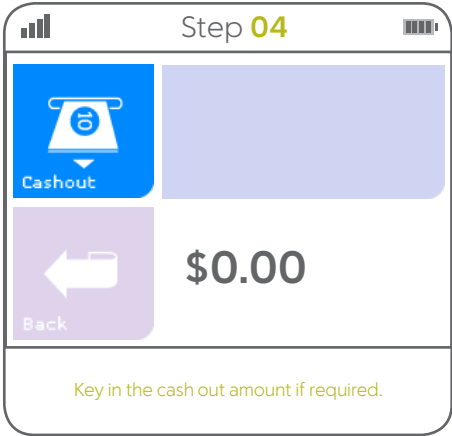 Step 04
10
Cashout
$0.00
Back
Key in the cash out amount if required.